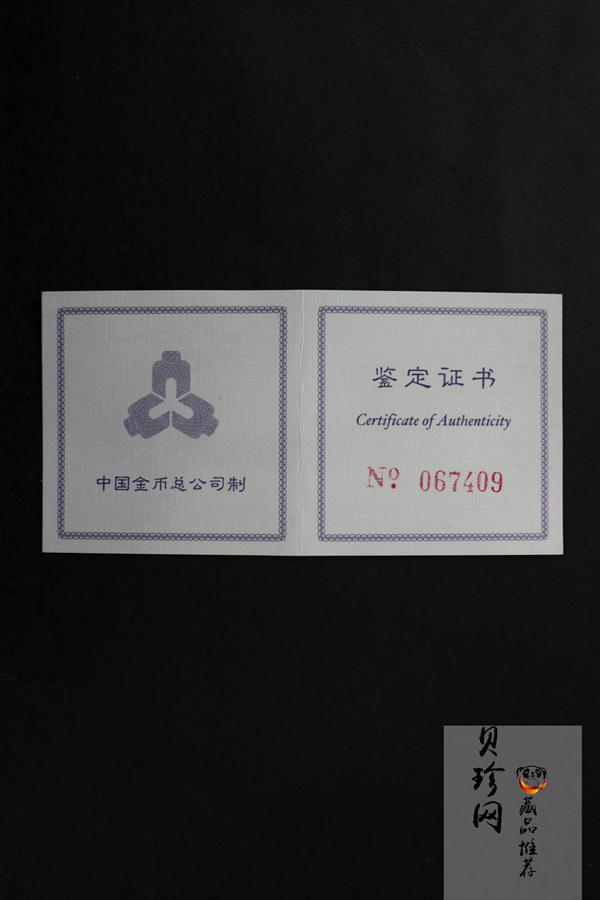 中国金币总公司制
鉴定证书
Certificate of Authenticity
Nº 067409
贝珍网
藏品推荐